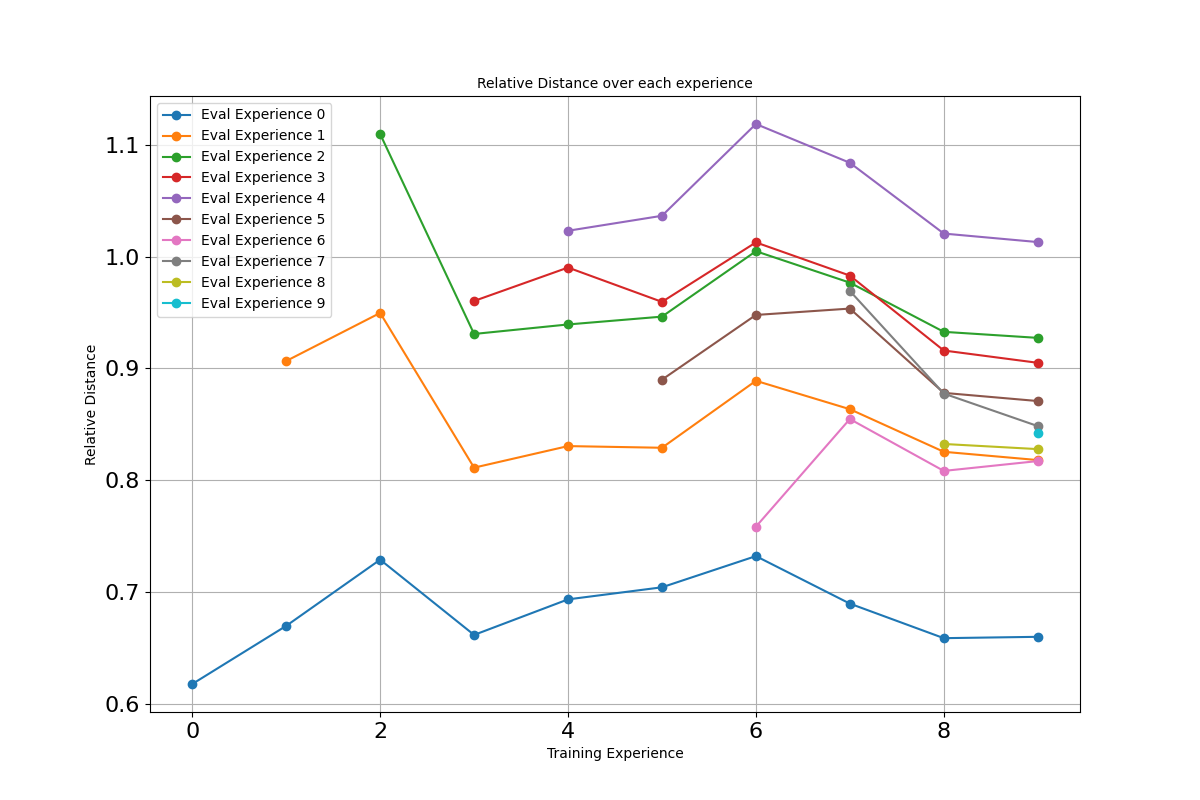 Relative Distance over each experience
Eval Experience 0
Eval Experience 1
Eval Experience 2
Eval Experience 3
Eval Experience 4
Eval Experience 5
Eval Experience 6
Eval Experience 7
Eval Experience 8
Eval Experience 9
1.1
1.0
0.9
0.8
0.7
0.6
Relative Distance
0 2 4 6 8
Training Experience